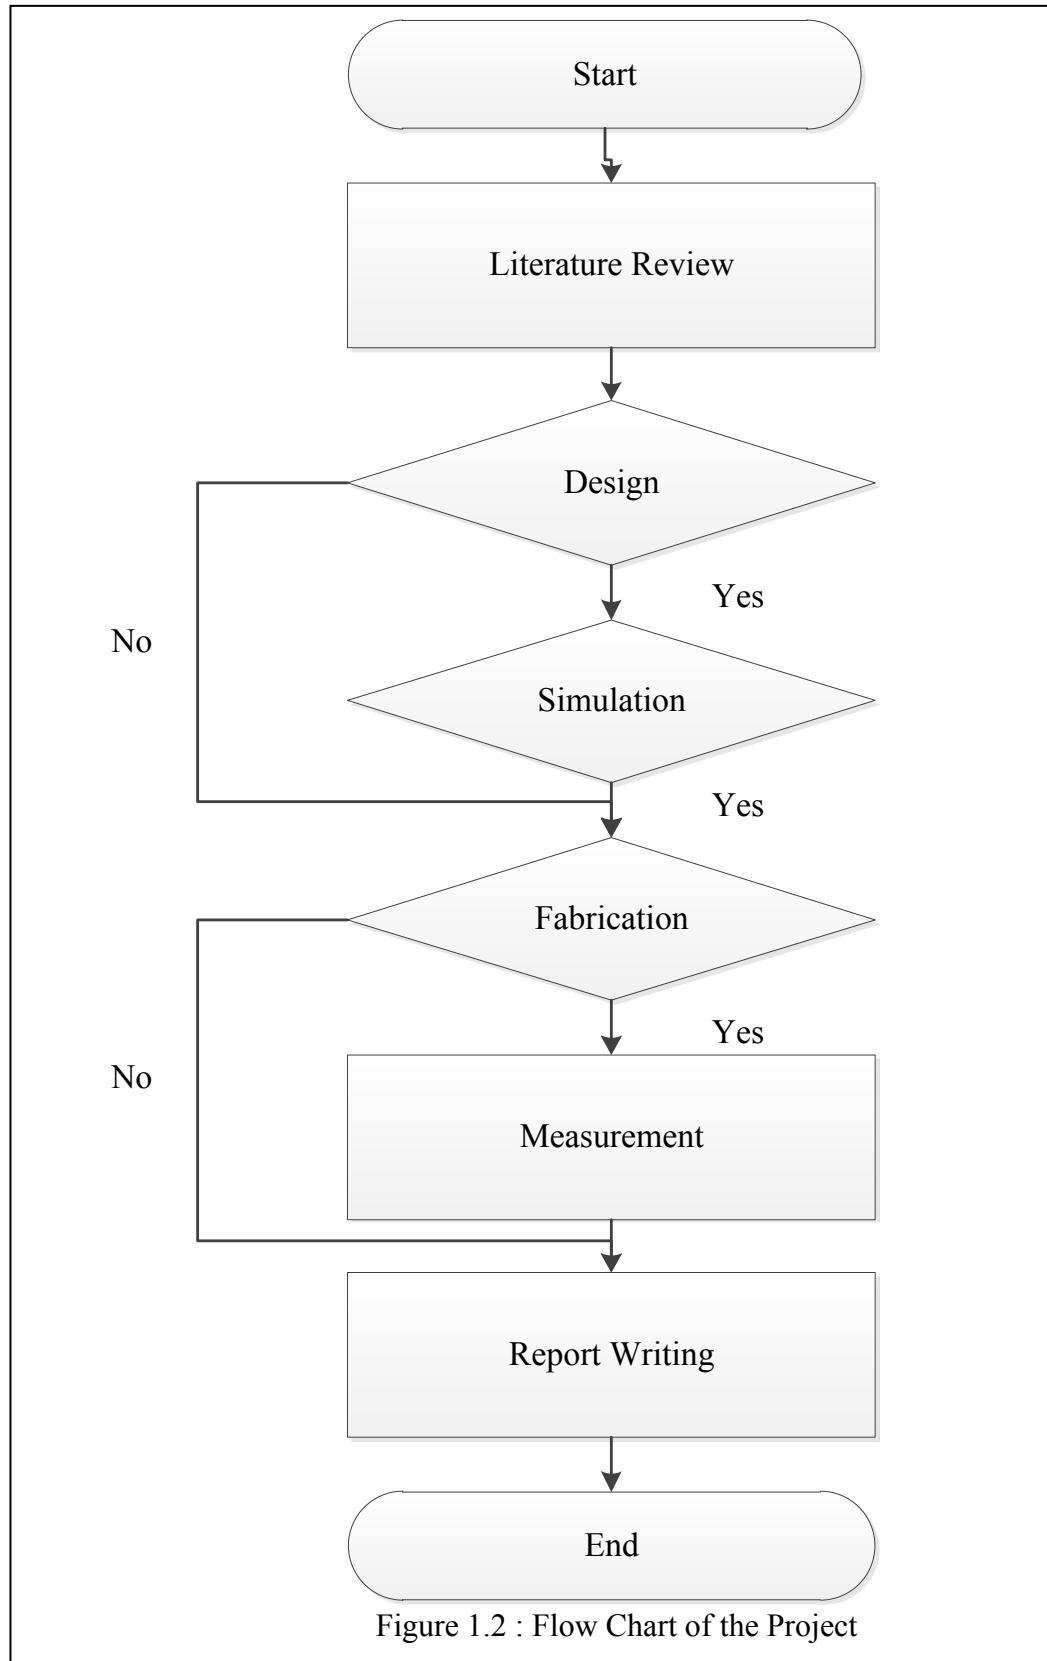 Start
Literature Review
Design
Yes
No
Simulation
Yes
Fabrication
Yes
No
Measurement
Report Writing
End
Figure 1.2 : Flow Chart of the Project